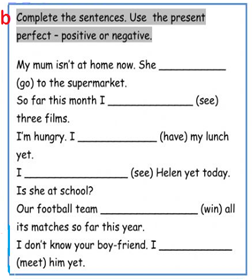 b Complete the sentences. Use the present
perfect – positive or negative.
My mum isn't at home now. She ___________
(go) to the supermarket.
So far this month I ______________ (see)
three films.
I'm hungry. I _____________ (have) my lunch
yet.
I _________________ (see) Helen yet today.
Is she at school?
Our football team ________________ (win) all
its matches so far this year.
I don't know your boy-friend. I ____________
(meet) him yet.